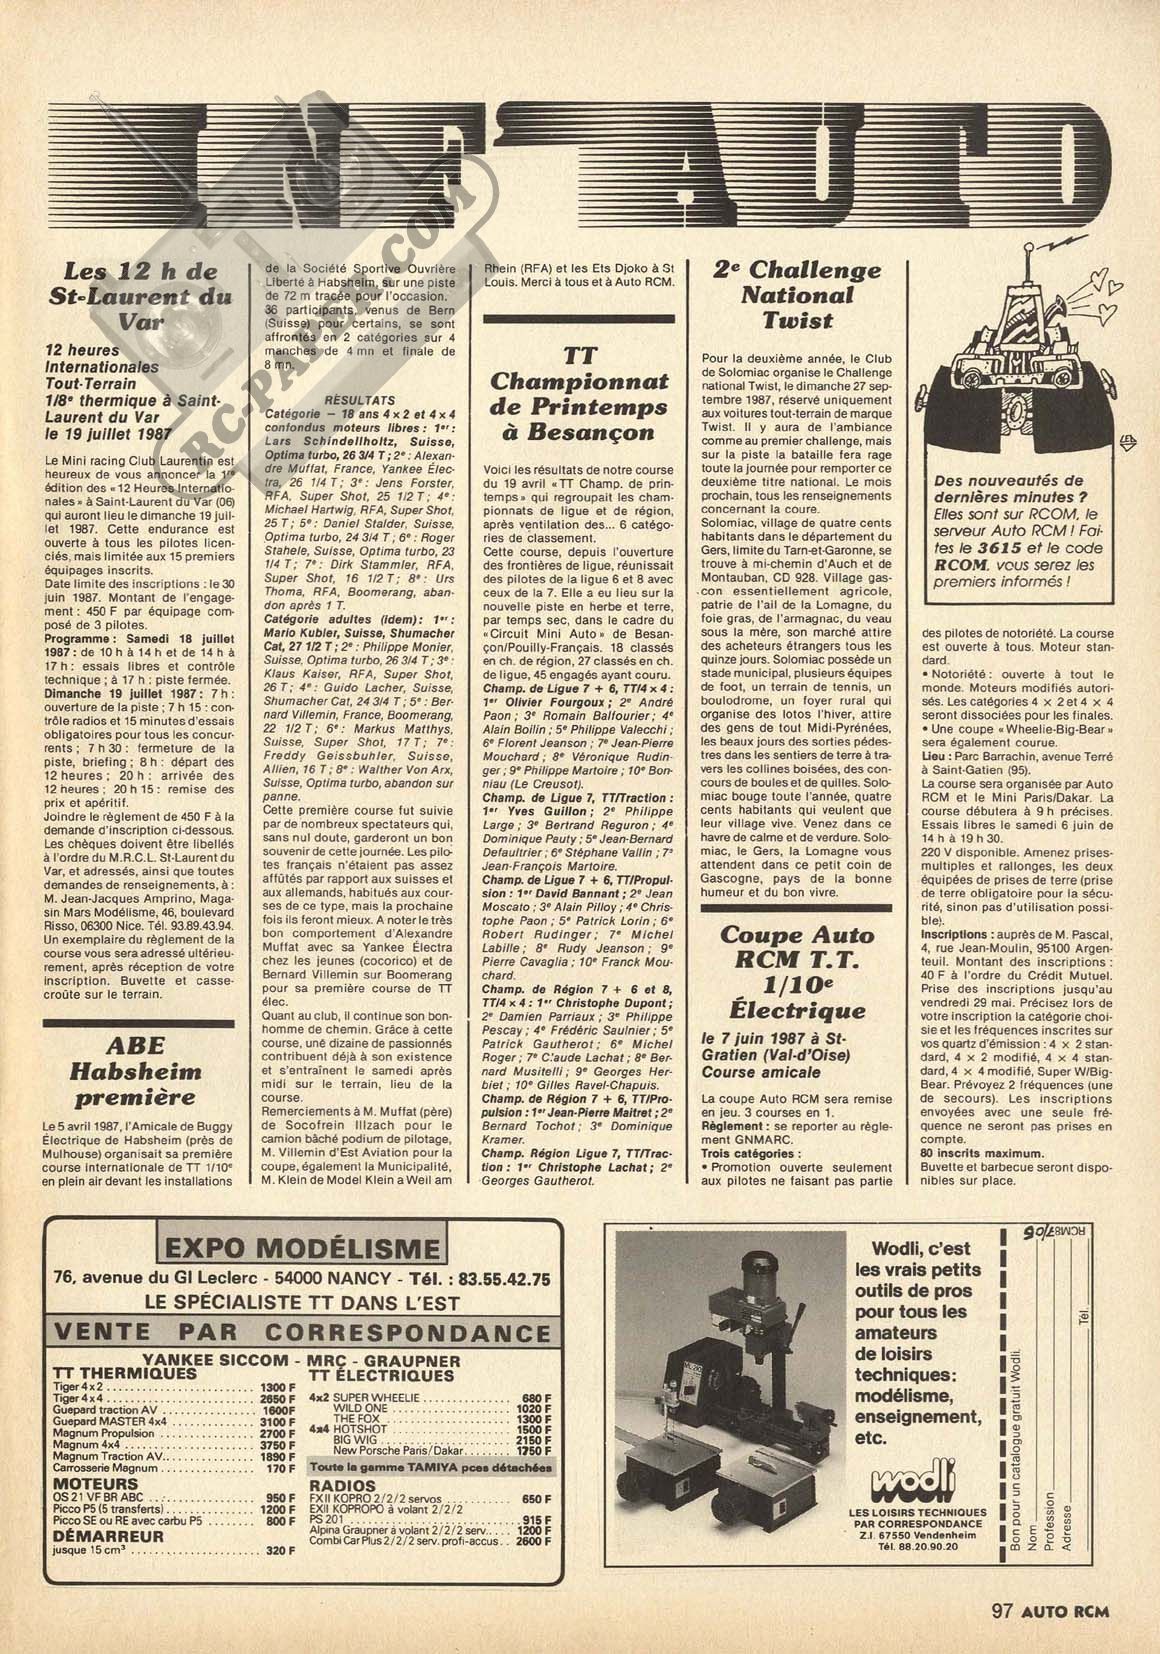 INF'AUTO
Les 12 h de
St-Laurent du
Var
12 heures
Internationales
Tout-Terrain
1/8e thermique à Saint-
Laurent du Var
le 19 juillet 1987
Le Mini racing Club Laurentin est
heureux de vous annoncer la 1re
édition des «12 Heures Internatio-
nales» à Saint-Laurent du Var (06)
qui auront lieu le dimanche 19 juil-
let 1987. Cette endurance est
ouverte à tous les pilotes licen-
ciés, mais limitée aux 15 premiers
équipages inscrits.
Date limite des inscriptions : le 30
juin 1987. Montant de l'engage-
ment : 450 F par équipage com-
posé de 3 pilotes.
Programme : Samedi 18 juillet
1987 : de 10 h à 14 h et de 14 h à
17 h : essais libres et contrôle
technique ; à 17 h : piste fermée.
Dimanche 19 juillet 1987 : 7 h :
ouverture de la piste ; 7 h 15 : con-
trôle radios et 15 minutes d'essais
obligatoires pour tous les concur-
rents ; 7 h 30 : fermeture de la
piste, briefing ; 8 h : départ des
12 heures ; 20 h : arrivée des
12 heures ; 20 h 15 : remise des
prix et apéritif.
Joindre le règlement de 450 F à la
demande d'inscription ci-dessous.
Les chèques doivent être libellés
à l'ordre du M.R.C.L. St-Laurent du
Var, et adressés, ainsi que toutes
demandes de renseignements, à :
M. Jean-Jacques Amprino, Maga-
sin Mars Modélisme, 46, boulevard
Risso, 06300 Nice. Tél. 93.89.43.94.
Un exemplaire du règlement de la
course vous sera adressé ultérieu-
rement, après réception de votre
inscription. Buvette et casse-
croûte sur le terrain.
ABE
Habsheim
première
Le 5 avril 1987, l'Amicale de Buggy
Électrique de Habsheim (près de
Mulhouse) organisait sa première
course internationale de TT 1/10e
en plein air devant les installations
de la Société Sportive Ouvrière
Liberté à Habsheim, sur une piste
de 72 m tracée pour l'occasion.
36 participants, venus de Bern
(Suisse) pour certains, se sont
affrontés en 2 catégories sur 4
manches de 4 mn et finale de
8 mn.
RÉSULTATS
Catégorie – 18 ans 4 x 2 et 4 x 4
confondus moteurs libres : 1er :
Lars Schindellholtz, Suisse,
Optima turbo, 26 3/4 T ; 2e : Alexan-
dre Muffat, France, Yankee Élec-
tra, 26 1/4 T ; 3e : Jens Forster,
RFA, Super Shot, 25 1/2 T ; 4e :
Michael Hartwig, RFA, Super Shot,
25 T ; 5e : Daniel Stalder, Suisse,
Optima turbo, 24 3/4 T ; 6e : Roger
Stahele, Suisse, Optima turbo, 23
1/4 T ; 7e : Dirk Stammler, RFA,
Super Shot, 16 1/2 T ; 8e : Urs
Thoma, RFA, Boomerang, aban-
don après 1 T.
Catégorie adultes (idem) : 1er :
Mario Kubler, Suisse, Shumacher
Cat, 27 1/2 T ; 2e : Philippe Monier,
Suisse, Optima turbo, 26 3/4 T ; 3e :
Klaus Kaiser, RFA, Super Shot,
26 T ; 4e : Guido Lacher, Suisse,
Shumacher Cat, 24 3/4 T ; 5e : Ber-
nard Villemin, France, Boomerang,
22 1/2 T ; 6e : Markus Matthys,
Suisse, Super Shot, 17 T ; 7e :
Freddy Geissbuhler, Suisse,
Allien, 16 T ; 8e : Walther Von Arx,
Suisse, Optima turbo, abandon sur
panne.
Cette première course fut suivie
par de nombreux spectateurs qui,
sans nul doute, garderont un bon
souvenir de cette journée. Les pilo-
tes français n'étaient pas assez
affûtés par rapport aux suisses et
aux allemands, habitués aux cour-
ses de ce type, mais la prochaine
fois ils feront mieux. A noter le très
bon comportement d'Alexandre
Muffat avec sa Yankee Électra
chez les jeunes (cocorico) et de
Bernard Villemin sur Boomerang
pour sa première course de TT
élec.
Quant au club, il continue son bon-
homme de chemin. Grâce à cette
course, une dizaine de passionnés
contribuent déjà à son existence
et s'entraînent le samedi après
midi sur le terrain, lieu de la
course.
Remerciements à M. Muffat (père)
de Socofrein Illzach pour le
camion bâché podium de pilotage,
M. Villemin d'Est Aviation pour la
coupe, également la Municipalité,
M. Klein de Model Klein a Weil am
Rhein (RFA) et les Ets Djoko à St
Louis. Merci à tous et à Auto RCM.
TT
Championnat
de Printemps
à Besançon
Voici les résultats de notre course
du 19 avril «TT Champ. de prin-
temps» qui regroupait les cham-
pionnats de ligue et de région,
après ventilation des... 6 catégo-
ries de classement.
Cette course, depuis l'ouverture
des frontières de ligue, réunissait
des pilotes de la ligue 6 et 8 avec
ceux de la 7. Elle a eu lieu sur la
nouvelle piste en herbe et terre,
par temps sec, dans le cadre du
«Circuit Mini Auto» de Besan-
çon/Pouilly-Français. 18 classés
en ch. de région, 27 classés en ch.
de ligue, 45 engagés ayant couru.
Champ. de Ligue 7 + 6, TT/4 x 4 :
1er Olivier Fourgoux ; 2e André
Paon ; 3e Romain Balfourier ; 4e
Alain Boilin ; 5e Philippe Valecchi ;
6e Florent Jeanson ; 7e Jean-Pierre
Mouchard ; 8e Véronique Rudin-
ger ; 9e Philippe Martoire ; 10e Bon-
niau (Le Creusot).
Champ. de Ligue 7, TT/Traction :
1er Yves Guillon ; 2e Philippe
Large ; 3e Bertrand Reguron ; 4e
Dominique Pauty ; 5e Jean-Bernard
Defaultrier ; 6e Stéphane Vallin ; 7e
Jean-François Martoire.
Champ. de Ligue 7 + 6, TT/Propul-
sion : 1er David Bannant ; 2e Jean
Moscato ; 3e Alain Pilloy ; 4e Chris-
tophe Paon ; 5e Patrick Lorin ; 6e
Robert Rudinger ; 7e Michel
Labille ; 8e Rudy Jeanson ; 9e
Pierre Cavaglia ; 10e Franck Mou-
chard.
Champ. de Région 7 + 6 et 8,
TT/4 x 4 : 1er Christophe Dupont ;
2e Damien Parriaux ; 3e Philippe
Pescay ; 4e Frédéric Saulnier ; 5e
Patrick Gautherot ; 6e Michel
Roger ; 7e Claude Lachat ; 8e Ber-
nard Musitelli ; 9e Georges Her-
biet ; 10e Gilles Ravel-Chapuis.
Champ. de Région 7 + 6, TT/Pro-
pulsion : 1er Jean-Pierre Maitret ; 2e
Bernard Tochot ; 3e Dominique
Kramer.
Champ. Région Ligue 7, TT/Trac-
tion : 1er Christophe Lachat ; 2e
Georges Gautherot.
2e Challenge
National
Twist
Pour la deuxième année, le Club
de Solomiac organise le Challenge
national Twist, le dimanche 27 sep-
tembre 1987, réservé uniquement
aux voitures tout-terrain de marque
Twist. Il y aura de l'ambiance
comme au premier challenge, mais
sur la piste la bataille fera rage
toute la journée pour remporter ce
deuxième titre national. Le mois
prochain, tous les renseignements
concernant la coure.
Solomiac, village de quatre cents
habitants dans le département du
Gers, limite du Tarn-et-Garonne, se
trouve à mi-chemin d'Auch et de
Montauban, CD 928. Village gas-
con essentiellement agricole,
patrie de l'ail de la Lomagne, du
foie gras, de l'armagnac, du veau
sous la mère, son marché attire
des acheteurs étrangers tous les
quinze jours. Solomiac possède un
stade municipal, plusieurs équipes
de foot, un terrain de tennis, un
boulodrome, un foyer rural qui
organise des lotos l'hiver, attire
des gens de tout Midi-Pyrénées,
les beaux jours des sorties pédes-
tres dans les sentiers de terre à tra-
vers les collines boisées, des con-
cours de boules et de quilles. Solo-
miac bouge toute l'année, quatre
cents habitants qui veulent que
leur village vive. Venez dans ce
havre de calme et de verdure. Solo-
miac, le Gers, la Lomagne vous
attendent dans ce petit coin de
Gascogne, pays de la bonne
humeur et du bon vivre.
Coupe Auto
RCM T.T.
1/10e
Électrique
le 7 juin 1987 à St-
Gratien (Val-d'Oise)
Course amicale
La coupe Auto RCM sera remise
en jeu. 3 courses en 1.
Règlement : se reporter au règle-
ment GNMARC.
Trois catégories :
• Promotion ouverte seulement
aux pilotes ne faisant pas partie
Des nouveautés de
dernières minutes ?
Elles sont sur RCOM, le
serveur Auto RCM ! Fai-
tes le 3615 et le code
RCOM, vous serez les
premiers informés !
des pilotes de notoriété. La course
est ouverte à tous. Moteur stan-
dard.
• Notoriété : ouverte à tout le
monde. Moteurs modifiés autori-
sés. Les catégories 4 x 2 et 4 x 4
seront dissociées pour les finales.
• Une coupe «Wheelie-Big-Bear»
sera également courue.
Lieu : Parc Barrachin, avenue Terré
à Saint-Gatien (95).
La course sera organisée par Auto
RCM et le Mini Paris/Dakar. La
course débutera à 9 h précises.
Essais libres le samedi 6 juin de
14 h à 19 h 30.
220 V disponible. Amenez prises-
multiples et rallonges, les deux
équipées de prises de terre (prise
de terre obligatoire pour la sécu-
rité, sinon pas d'utilisation possi-
ble).
Inscriptions : auprès de M. Pascal,
4, rue Jean-Moulin, 95100 Argen-
teuil. Montant des inscriptions :
40 F à l'ordre du Crédit Mutuel.
Prise des inscriptions jusqu'au
vendredi 29 mai. Précisez lors de
votre inscription la catégorie choi-
sie et les fréquences inscrites sur
vos quartz d'émission : 4 x 2 stan-
dard, 4 x 2 modifié, 4 x 4 stan-
dard, 4 x 4 modifié, Super W/Big-
Bear. Prévoyez 2 fréquences (une
de secours). Les inscriptions
envoyées avec une seule fré-
quence ne seront pas prises en
compte.
80 inscrits maximum.
Buvette et barbecue seront dispo-
nibles sur place.
EXPO MODÉLISME
76, avenue du Gl Leclerc - 54000 NANCY - Tél. : 83.55.42.75
LE SPÉCIALISTE TT DANS L'EST
VENTE PAR CORRESPONDANCE
YANKEE SICCOM - MRC - GRAUPNER
TT THERMIQUES
Tiger 4x2 1300 F
Tiger 4x4 2650 F
Guepard traction AV 1600F
Guepard MASTER 4x4 3100 F
Magnum Propulsion 2700 F
Magnum 4x4 3750 F
Magnum Traction AV 1890 F
Carrosserie Magnum 170 F
MOTEURS
OS 21 VF BR ABC 950 F
Picco P5 (5 transferts) 1200 F
Picco SE ou RE avec carbu P5 800 F
DÉMARREUR
jusque 15 cm³ 320 F
TT ÉLECTRIQUES
4x2 SUPER WHEELIE 680 F
WILD ONE 1020 F
THE FOX 1300 F
4x4 HOTSHOT 1500 F
BIG WIG 2150 F
New Porsche Paris/Dakar 1750 F
Toute la gamme TAMIYA pces détachées
RADIOS
FXII KOPRO 2/2/2 servos 650 F
EXII KOPROPO à volant 2/2/2
PS 201 915 F
Alpina Graupner à volant 2/2/2 serv. 1200 F
Combi Car Plus 2/2/2 serv. profi-accus 2600 F
Wodli, c'est
les vrais petits
outils de pros
pour tous les
amateurs
de loisirs
techniques :
modélisme,
enseignement,
etc.
wodli
LES LOISIRS TECHNIQUES
PAR CORRESPONDANCE
Z.I. 67550 Vendenheim
Tél. 88.20.90.20
RCM87/06
Bon pour un catalogue gratuit Wodli.
Nom
Profession
Adresse
Tél.
97 AUTO RCM
RC-PAPER.COM